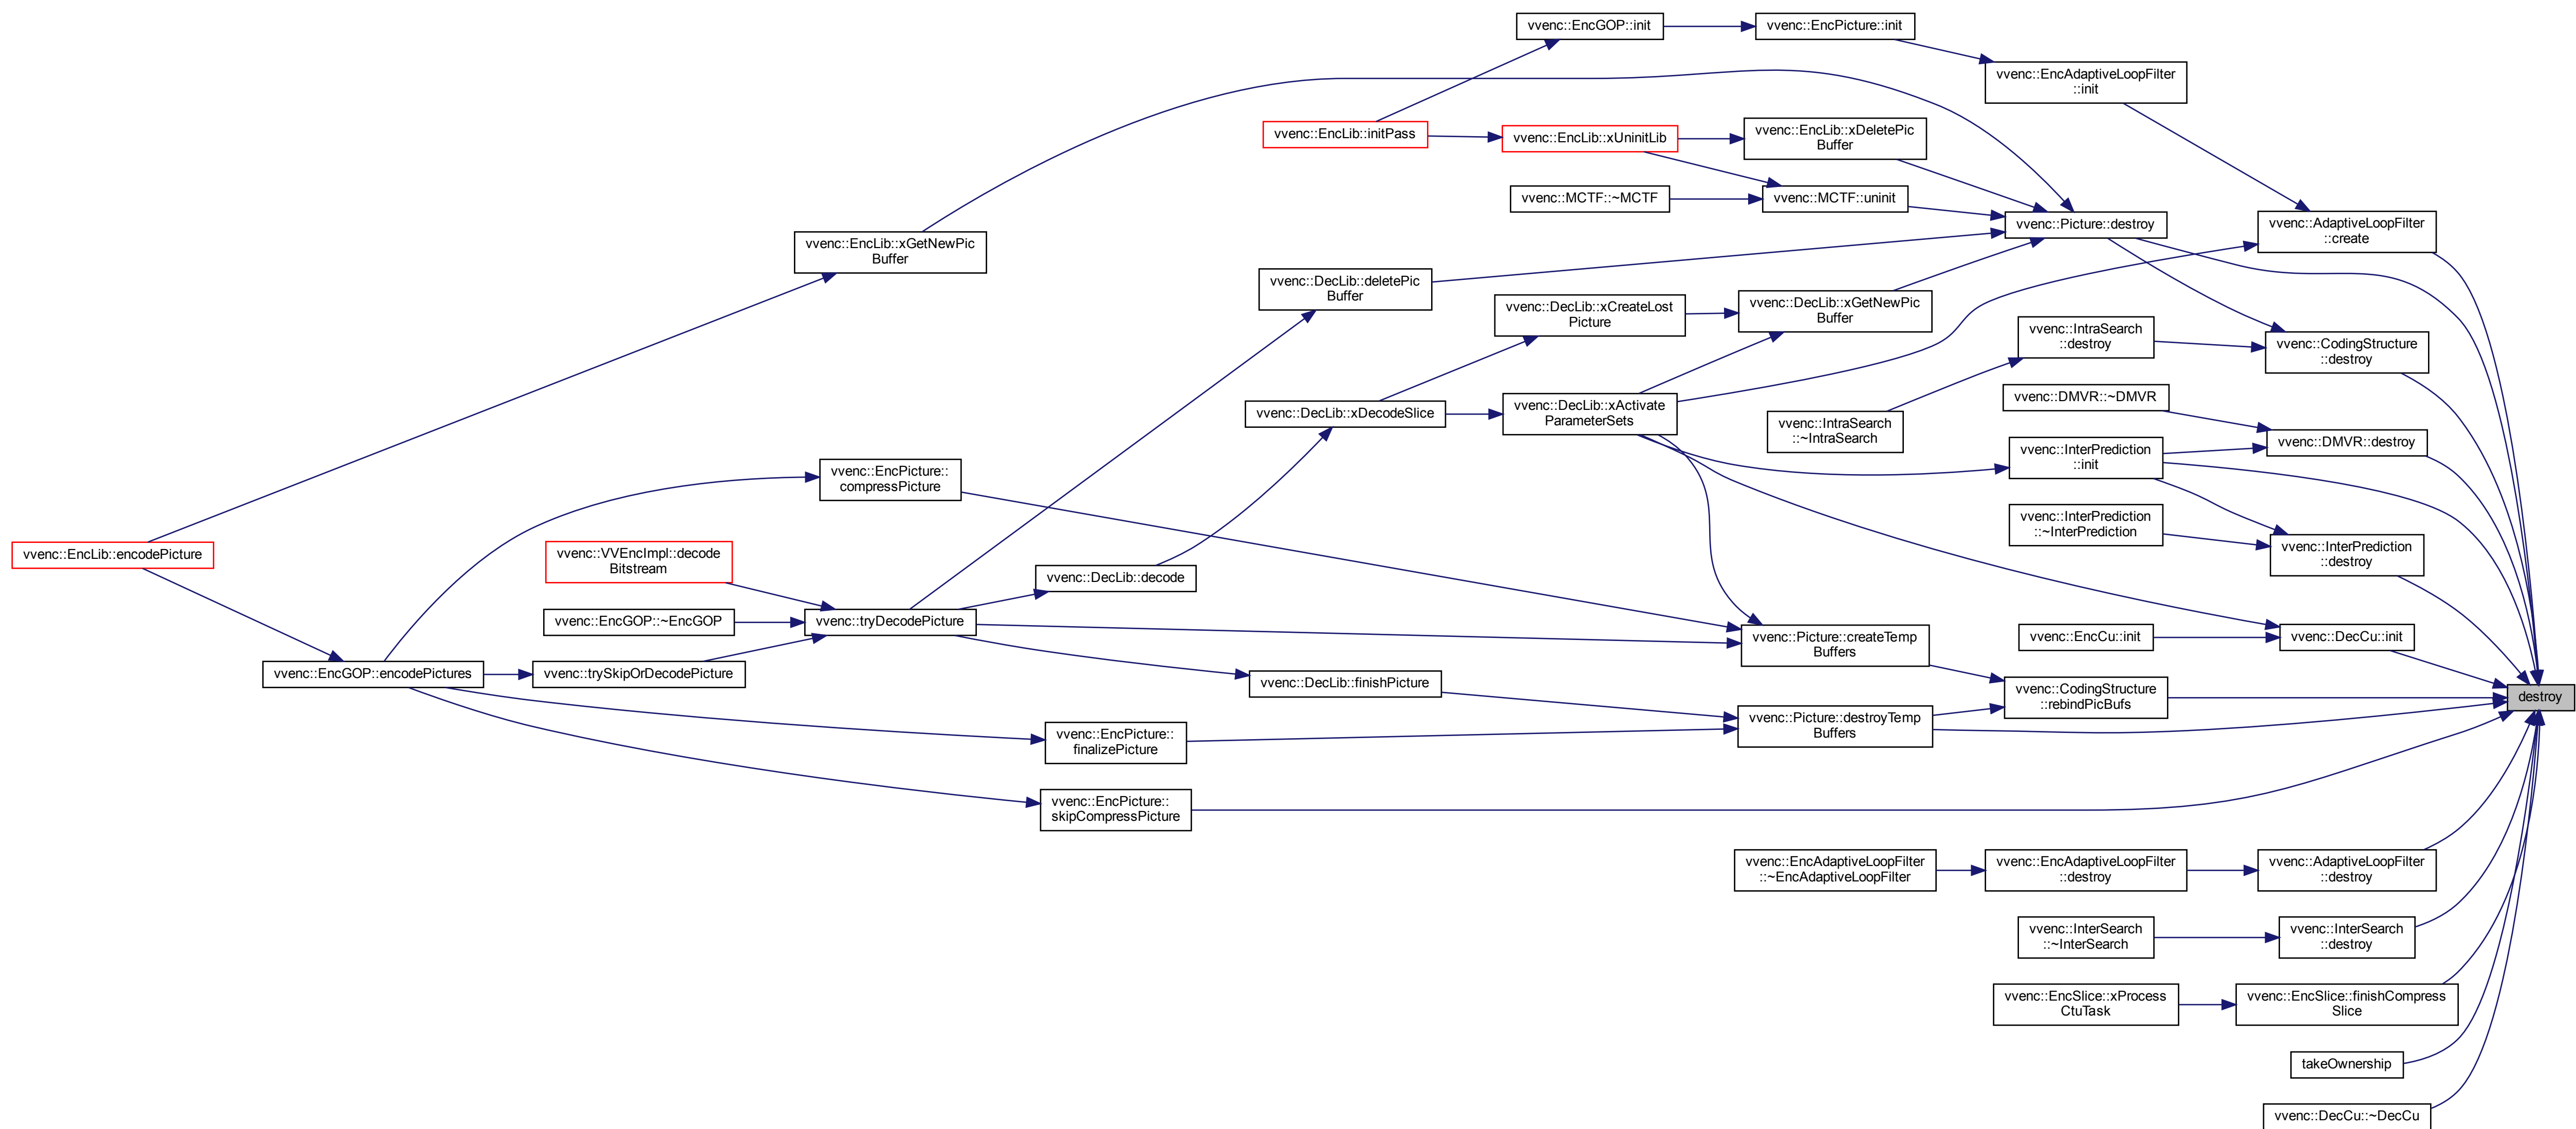 vvenc::EncGOP::init
vvenc::EncPicture::init
vvenc::EncAdaptiveLoopFilter
::init
vvenc::EncLib::initPass
vvenc::EncLib::xUninitLib
vvenc::EncLib::xDeletePic
Buffer
vvenc::MCTF::~MCTF
vvenc::MCTF::uninit
vvenc::Picture::destroy
vvenc::AdaptiveLoopFilter
::create
vvenc::EncLib::xGetNewPic
Buffer
vvenc::DecLib::deletePic
Buffer
vvenc::DecLib::xCreateLost
Picture
vvenc::DecLib::xGetNewPic
Buffer
vvenc::IntraSearch
::destroy
vvenc::CodingStructure
::destroy
vvenc::DMVR::~DMVR
vvenc::DecLib::xDecodeSlice
vvenc::DecLib::xActivate
ParameterSets
vvenc::IntraSearch
::~IntraSearch
vvenc::DMVR::destroy
vvenc::InterPrediction
::init
vvenc::EncPicture::
compressPicture
vvenc::InterPrediction
::~InterPrediction
vvenc::InterPrediction
::destroy
vvenc::EncLib::encodePicture
vvenc::VVEncImpl::decode
Bitstream
vvenc::DecLib::decode
vvenc::EncGOP::~EncGOP
vvenc::tryDecodePicture
vvenc::Picture::createTemp
Buffers
vvenc::EncCu::init
vvenc::DecCu::init
vvenc::EncGOP::encodePictures
vvenc::trySkipOrDecodePicture
vvenc::DecLib::finishPicture
vvenc::CodingStructure
::rebindPicBufs
destroy
vvenc::Picture::destroyTemp
Buffers
vvenc::EncPicture::
finalizePicture
vvenc::EncPicture::
skipCompressPicture
vvenc::EncAdaptiveLoopFilter
::~EncAdaptiveLoopFilter
vvenc::EncAdaptiveLoopFilter
::destroy
vvenc::AdaptiveLoopFilter
::destroy
vvenc::InterSearch
::~InterSearch
vvenc::InterSearch
::destroy
vvenc::EncSlice::xProcess
CtuTask
vvenc::EncSlice::finishCompress
Slice
takeOwnership
vvenc::DecCu::~DecCu